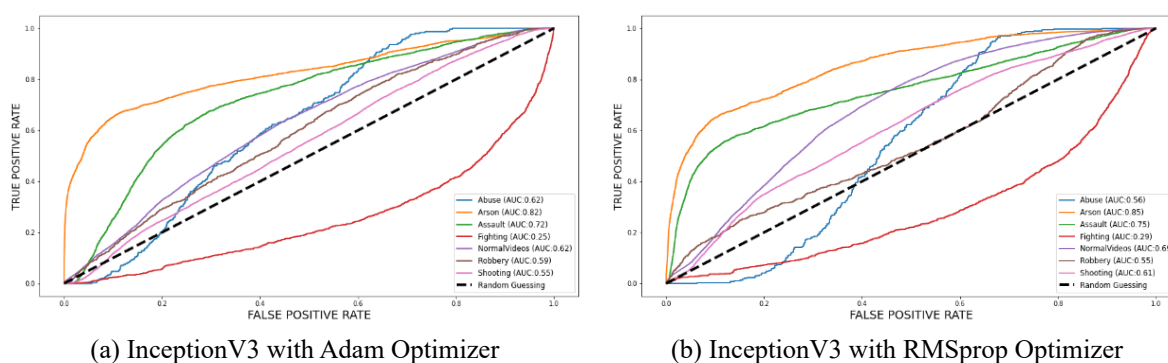 1.0
0.8
0.6
0.4
0.2
0.0
TRUE POSITIVE RATE
0.0 0.2 0.4 0.6 0.8 1.0
FALSE POSITIVE RATE
Abuse (AUC:0.62)
Arson (AUC:0.82)
Assault (AUC:0.72)
Fighting (AUC:0.25)
NormalVideos (AUC:0.62)
Robbery (AUC:0.59)
Shooting (AUC:0.55)
Random Guessing
(a) InceptionV3 with Adam Optimizer
1.0
0.8
0.6
0.4
0.2
0.0
TRUE POSITIVE RATE
0.0 0.2 0.4 0.6 0.8 1.0
FALSE POSITIVE RATE
Abuse (AUC:0.56)
Arson (AUC:0.85)
Assault (AUC:0.75)
Fighting (AUC:0.29)
NormalVideos (AUC:0.6
Robbery (AUC:0.55)
Shooting (AUC:0.61)
Random Guessing
(b) InceptionV3 with RMSprop Optimizer